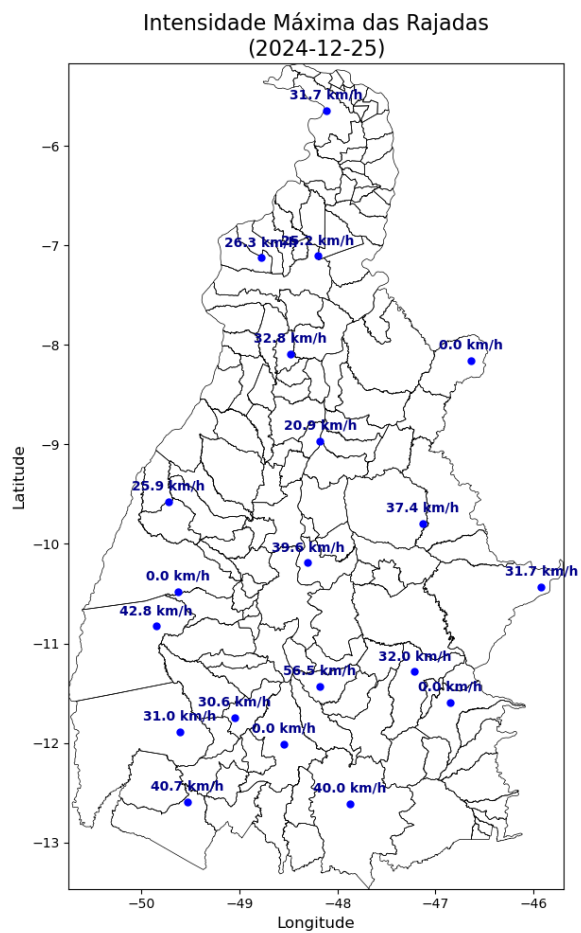 Intensidade Máxima das Rajadas
(2024-12-25)
31.7 km/h
26.3 km/h
25.2 km/h
32.8 km/h
0.0 km/h
20.9 km/h
25.9 km/h
37.4 km/h
39.6 km/h
0.0 km/h
31.7 km/h
42.8 km/h
32.0 km/h
56.5 km/h
0.0 km/h
30.6 km/h
31.0 km/h
0.0 km/h
40.7 km/h
40.0 km/h
−6
−7
−8
−9
−10
−11
−12
−13
Latitude
−50
−49
−48
−47
−46
Longitude